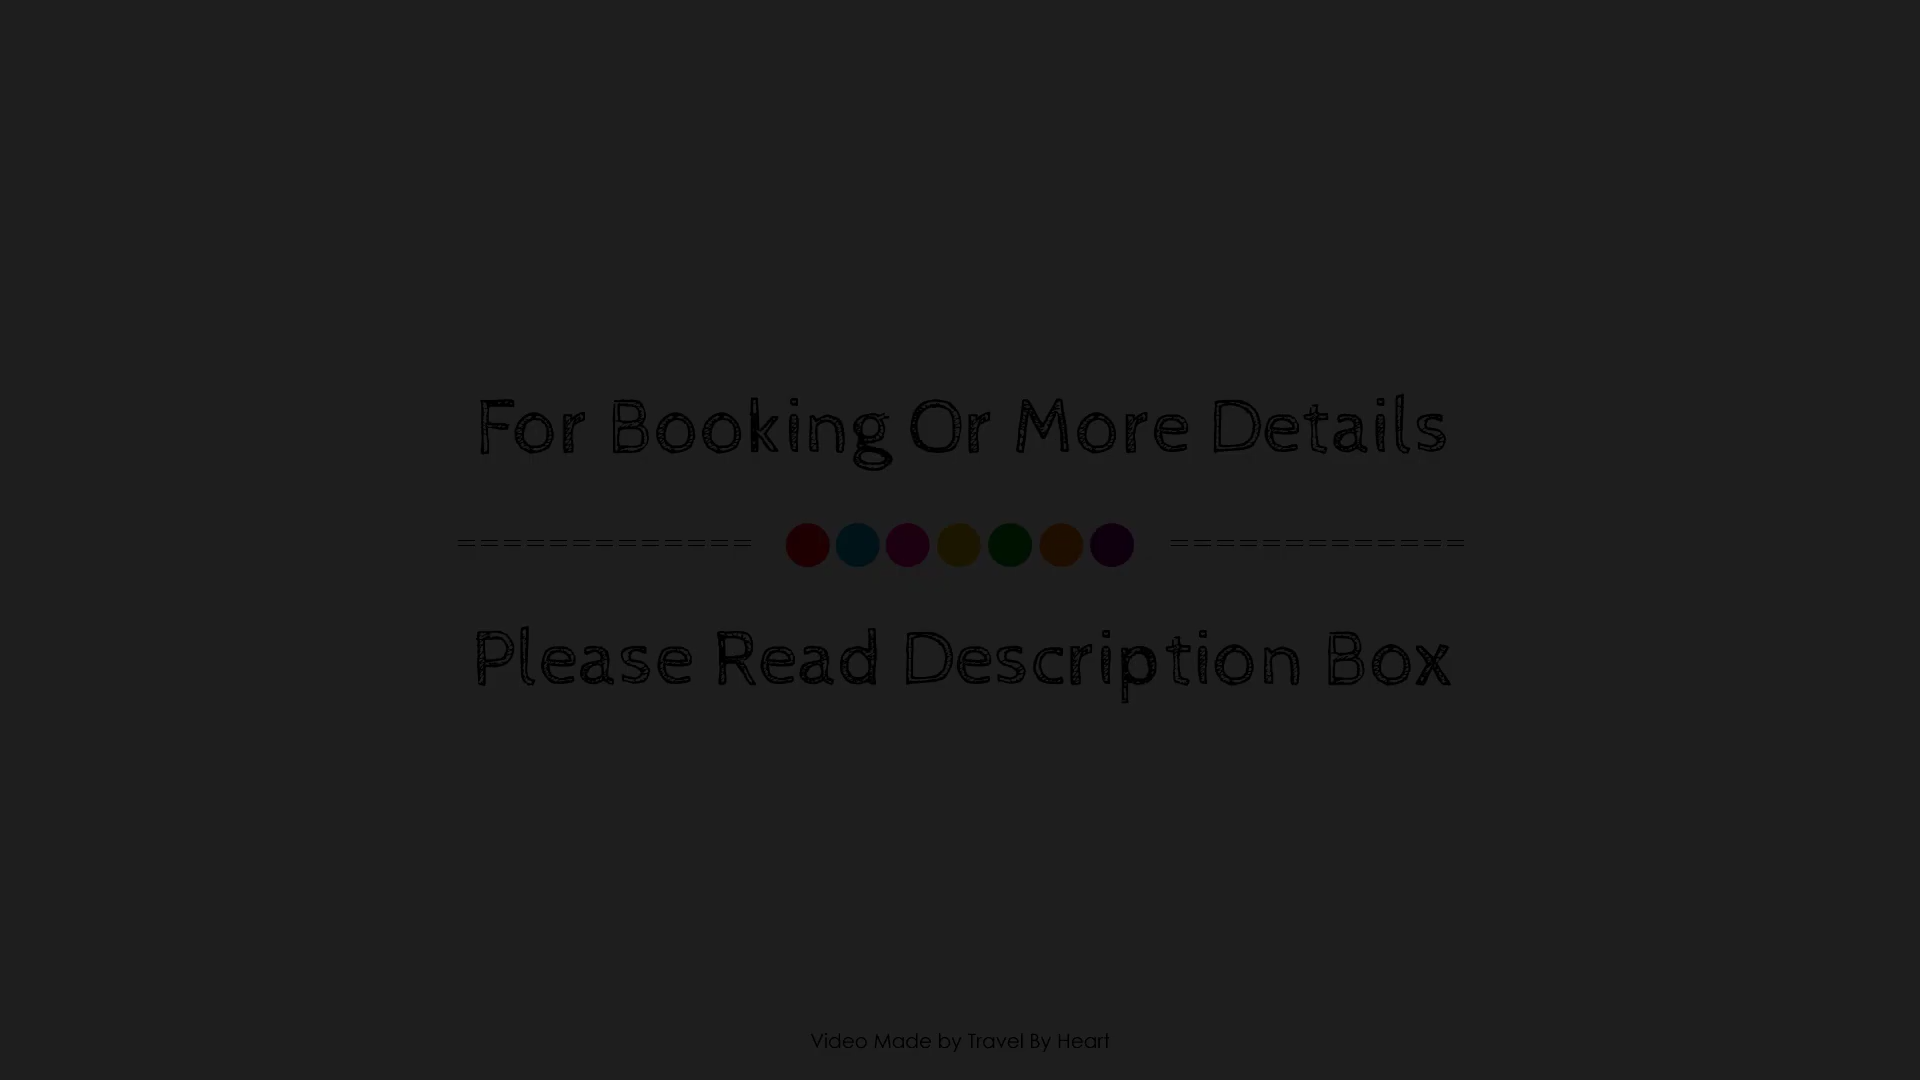 For Booking Or More Details
============= =============
Please Read Description Box
Video Made by Travel By Heart